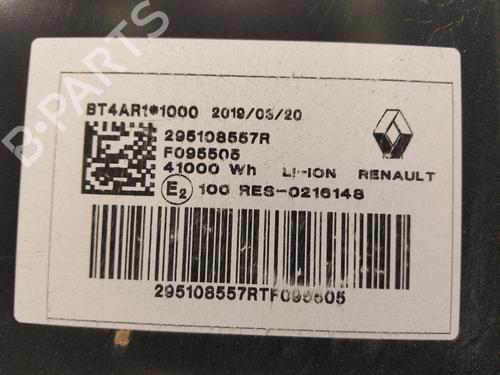 B-PARTS
BT4AR1*1000 2019/03/20
295108557R
F095505
41000 Wh LI-ION RENAULT
E2 100 RES-0216148
295108557RTF095505